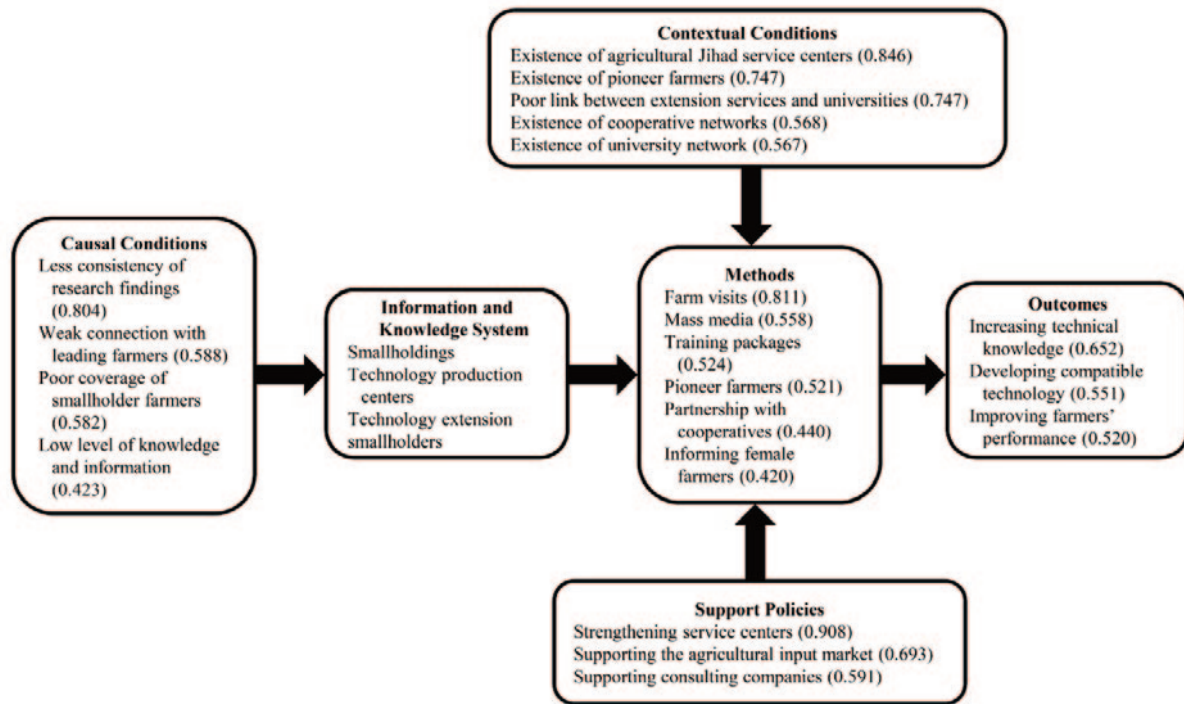 Contextual Conditions
Existence of agricultural Jihad service centers (0.846)
Existence of pioneer farmers (0.747)
Poor link between extension services and universities (0.747)
Existence of cooperative networks (0.568)
Existence of university network (0.567)
Causal Conditions
Less consistency of
research findings
(0.804)
Weak connection with
leading farmers (0.588)
Poor coverage of
smallholder farmers
(0.582)
Low level of knowledge
and information
(0.423)
Information and
Knowledge System
Smallholdings
Technology production
centers
Technology extension
smallholders
Methods
Farm visits (0.811)
Mass media (0.558)
Training packages
(0.524)
Pioneer farmers (0.521)
Partnership with
cooperatives (0.440)
Informing female
farmers (0.420)
Outcomes
Increasing technical
knowledge (0.652)
Developing compatible
technology (0.551)
Improving farmers'
performance (0.520)
Support Policies
Strengthening service centers (0.908)
Supporting the agricultural input market (0.693)
Supporting consulting companies (0.591)